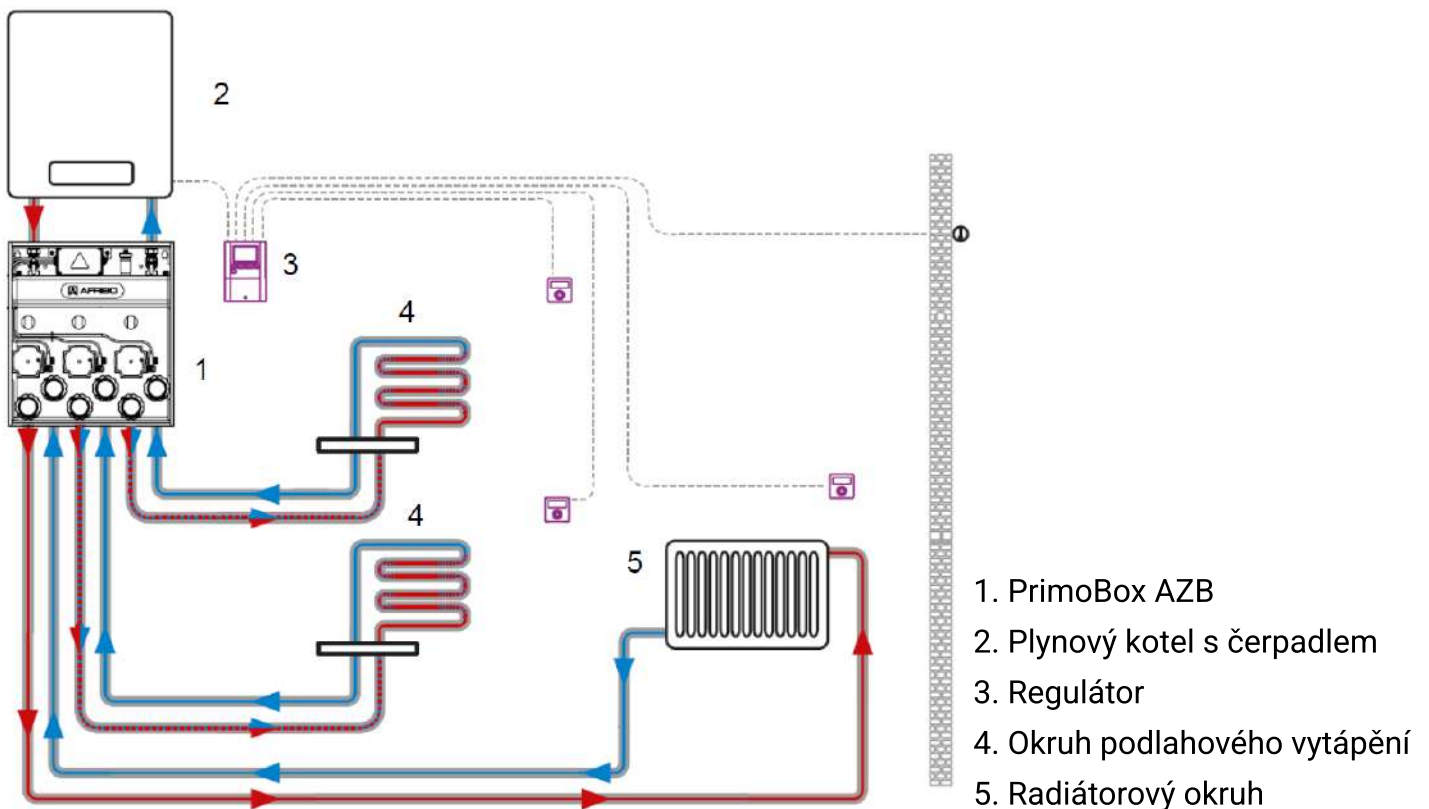 2
3
AFRISO
4
1
4
5
1. PrimoBox AZB
2. Plynový kotel s čerpadlem
3. Regulátor
4. Okruh podlahového vytápění
5. Radiátorový okruh